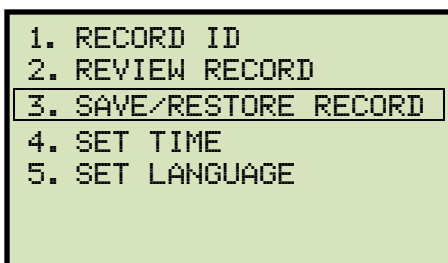 1. RECORD ID
2. REVIEW RECORD
3. SAVE/RESTORE RECORD
4. SET TIME
5. SET LANGUAGE